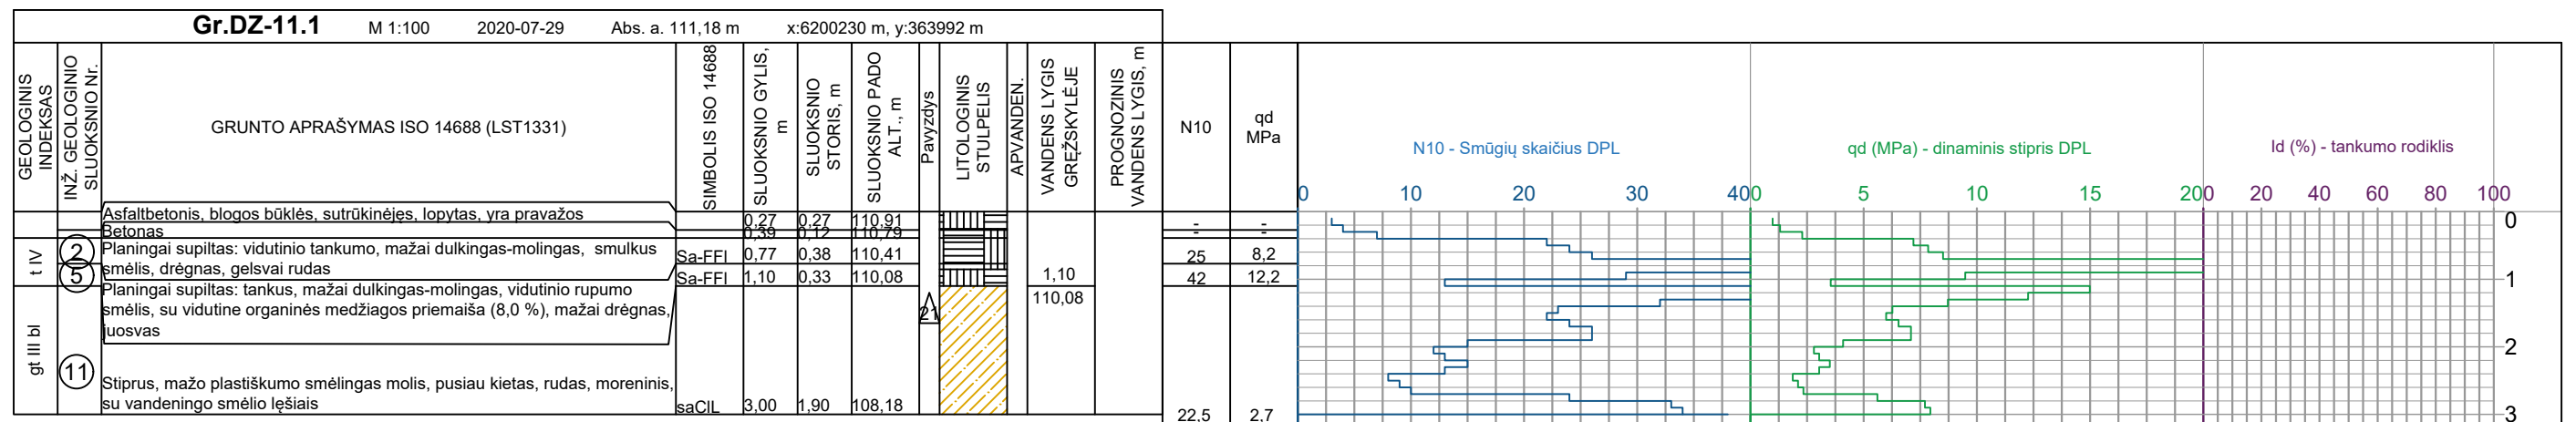 Gr.DZ-11.1 M 1:100 2020-07-29 Abs. a. 111,18 m x:6200230 m, y:363992 m
GEOLOGINIS
INDEKSAS
INŽ. GEOLOGINIO
SLUOKSNIO Nr.
GRUNTO APRAŠYMAS ISO 14688 (LST1331)
SIMBOLIS ISO 14688
SLUOKSNIO GYLIS,
m
SLUOKSNIO
STORIS, m
SLUOKSNIO PADO
ALT., m
Pavyzdys
LITOLOGINIS
STULPELIS
APVANDEN.
VANDENS LYGIS
GRĘŽSKYLĖJE
PROGNOZINIS
VANDENS LYGIS, m
N10
qd
MPa
N10 - Smūgių skaičius DPL
qd (MPa) - dinaminis stipris DPL
Id (%) - tankumo rodiklis
0 10 20 30 40
0 5 10 15 20
0 20 40 60 80 100
Asfaltbetonis, blogos būklės, sutrūkinėjęs, lopytas, yra pravažos
0,27 0,27 110,91 - -
Betonas
0,39 0,12 110,79 - -
t IV
2
Planingai supiltas: vidutinio tankumo, mažai dulkingas-molingas, smulkus
smėlis, drėgnas, gelsvai rudas
Sa-FFI 0,77 0,38 110,41 25 8,2
5
Sa-FFI 1,10 0,33 110,08 1,10 42 12,2
Planingai supiltas: tankus, mažai dulkingas-molingas, vidutinio rupumo
smėlis, su vidutine organinės medžiagos priemaiša (8,0 %), mažai drėgnas,
juosvas
110,08
21
gt III bl
11
Stiprus, mažo plastiškumo smėlingas molis, pusiau kietas, rudas, moreninis,
su vandeningo smėlio lęšiais
saClL 3,00 1,90 108,18 22,5 2,7
0
1
2
3